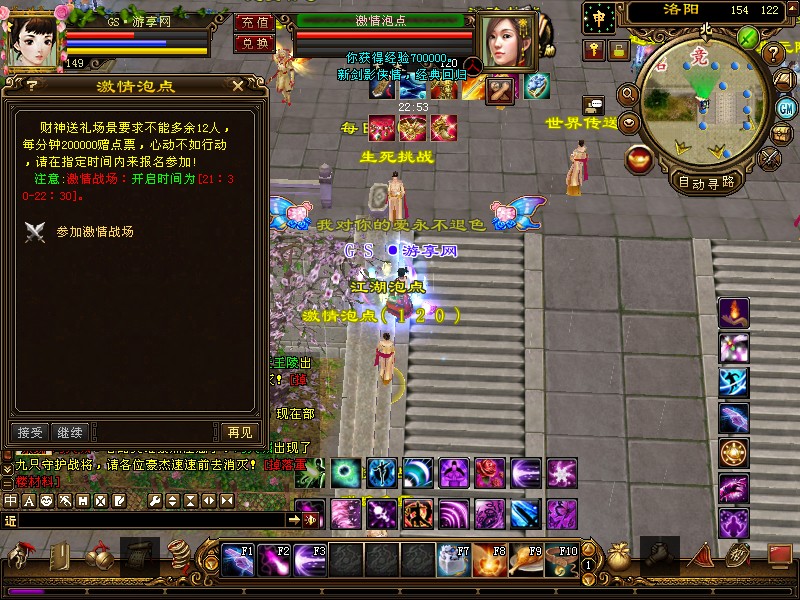 GS·游享网
149
充值
兑换
激情泡点
120
你获得经验700000
新剑影侠情，经典回归
22:53
申
洛阳
154 122
北
GM
自动寻路
世界传送
生死挑战
我对你的爱永不退色
GS●游享网
江湖泡点
激情泡点(120)
激情泡点
财神送礼场景要求不能多余12人，
每分钟200000赠点票，心动不如行动
，请在指定时间内来报名参加!
注意:激情战场：开启时间为[21：3
0-22：30]。
参加激情战场
接受
继续
再见
王陵出
现在部
出现了
九只守护战将，请各位豪杰速速前去消灭!
近
F1
F2
F3
F7
F8
F9
F10
1